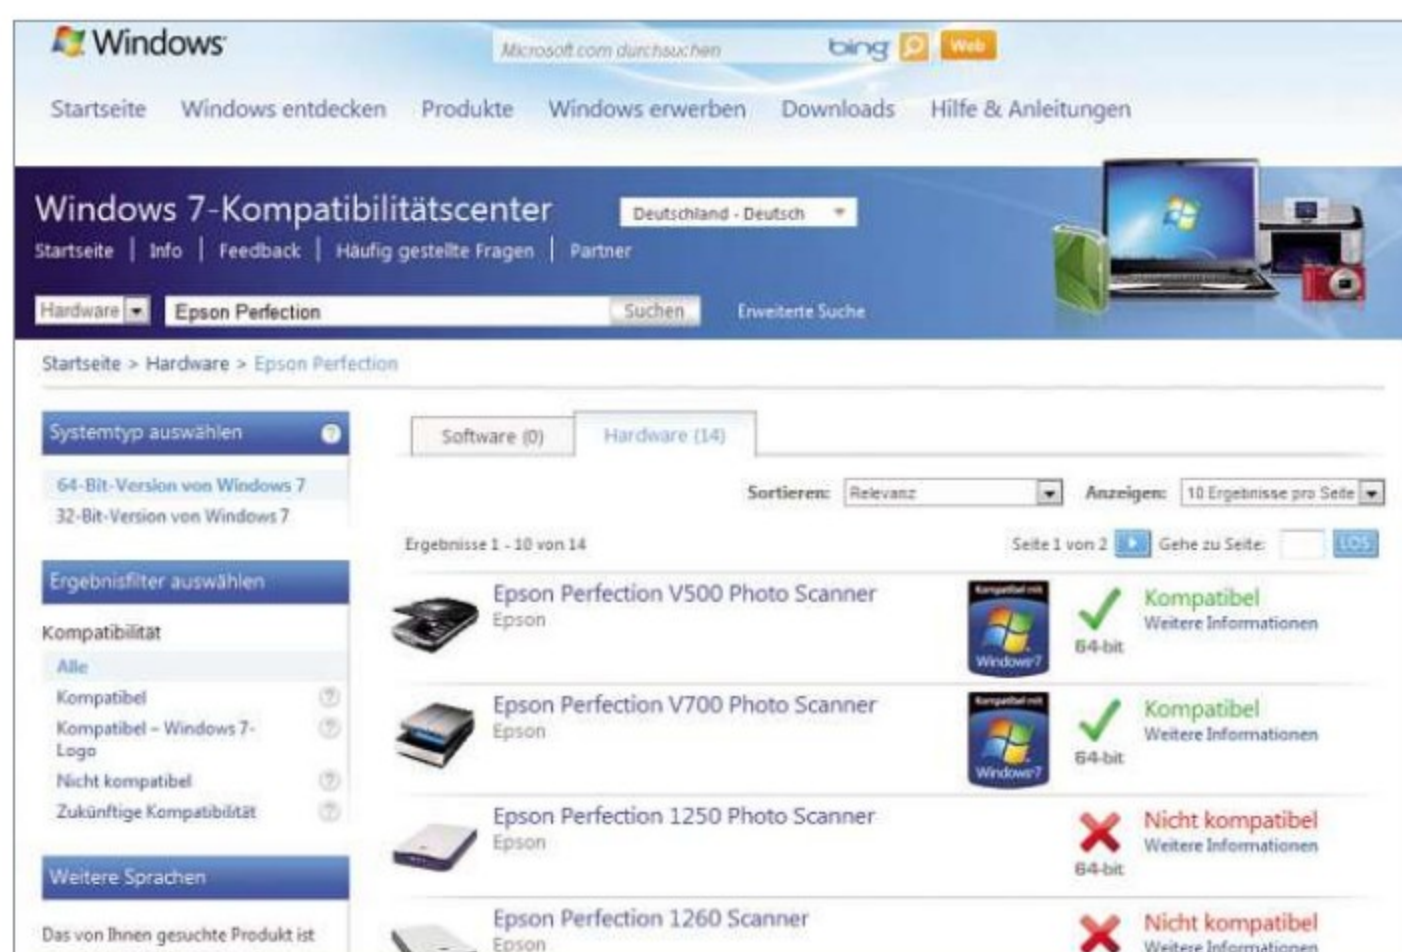 Windows
Microsoft.com durchsuchen bing Web
Startseite Windows entdecken Produkte Windows erwerben Downloads Hilfe & Anleitungen
Windows 7-Kompatibilitätscenter
Deutschland - Deutsch
Startseite | Info | Feedback | Häufig gestellte Fragen | Partner
Hardware Epson Perfection Suchen Erweiterte Suche
Startseite > Hardware > Epson Perfection
Systemtyp auswählen ?
64-Bit-Version von Windows 7
32-Bit-Version von Windows 7
Ergebnisfilter auswählen
Kompatibilität
Alle
Kompatibel ?
Kompatibel – Windows 7- ?
Logo
Nicht kompatibel ?
Zukünftige Kompatibilität ?
Weitere Sprachen
Das von Ihnen gesuchte Produkt ist
Software (0) Hardware (14)
Sortieren: Relevanz Anzeigen: 10 Ergebnisse pro Seite
Ergebnisse 1 - 10 von 14 Seite 1 von 2 Gehe zu Seite: LOS
Epson Perfection V500 Photo Scanner
Epson
Kompatibel mit
Windows 7
64-bit
Kompatibel
Weitere Informationen
Epson Perfection V700 Photo Scanner
Epson
Kompatibel mit
Windows 7
64-bit
Kompatibel
Weitere Informationen
Epson Perfection 1250 Photo Scanner
Epson
64-bit
Nicht kompatibel
Weitere Informationen
Epson Perfection 1260 Scanner
Epson
Nicht kompatibel
Weitere Informationen